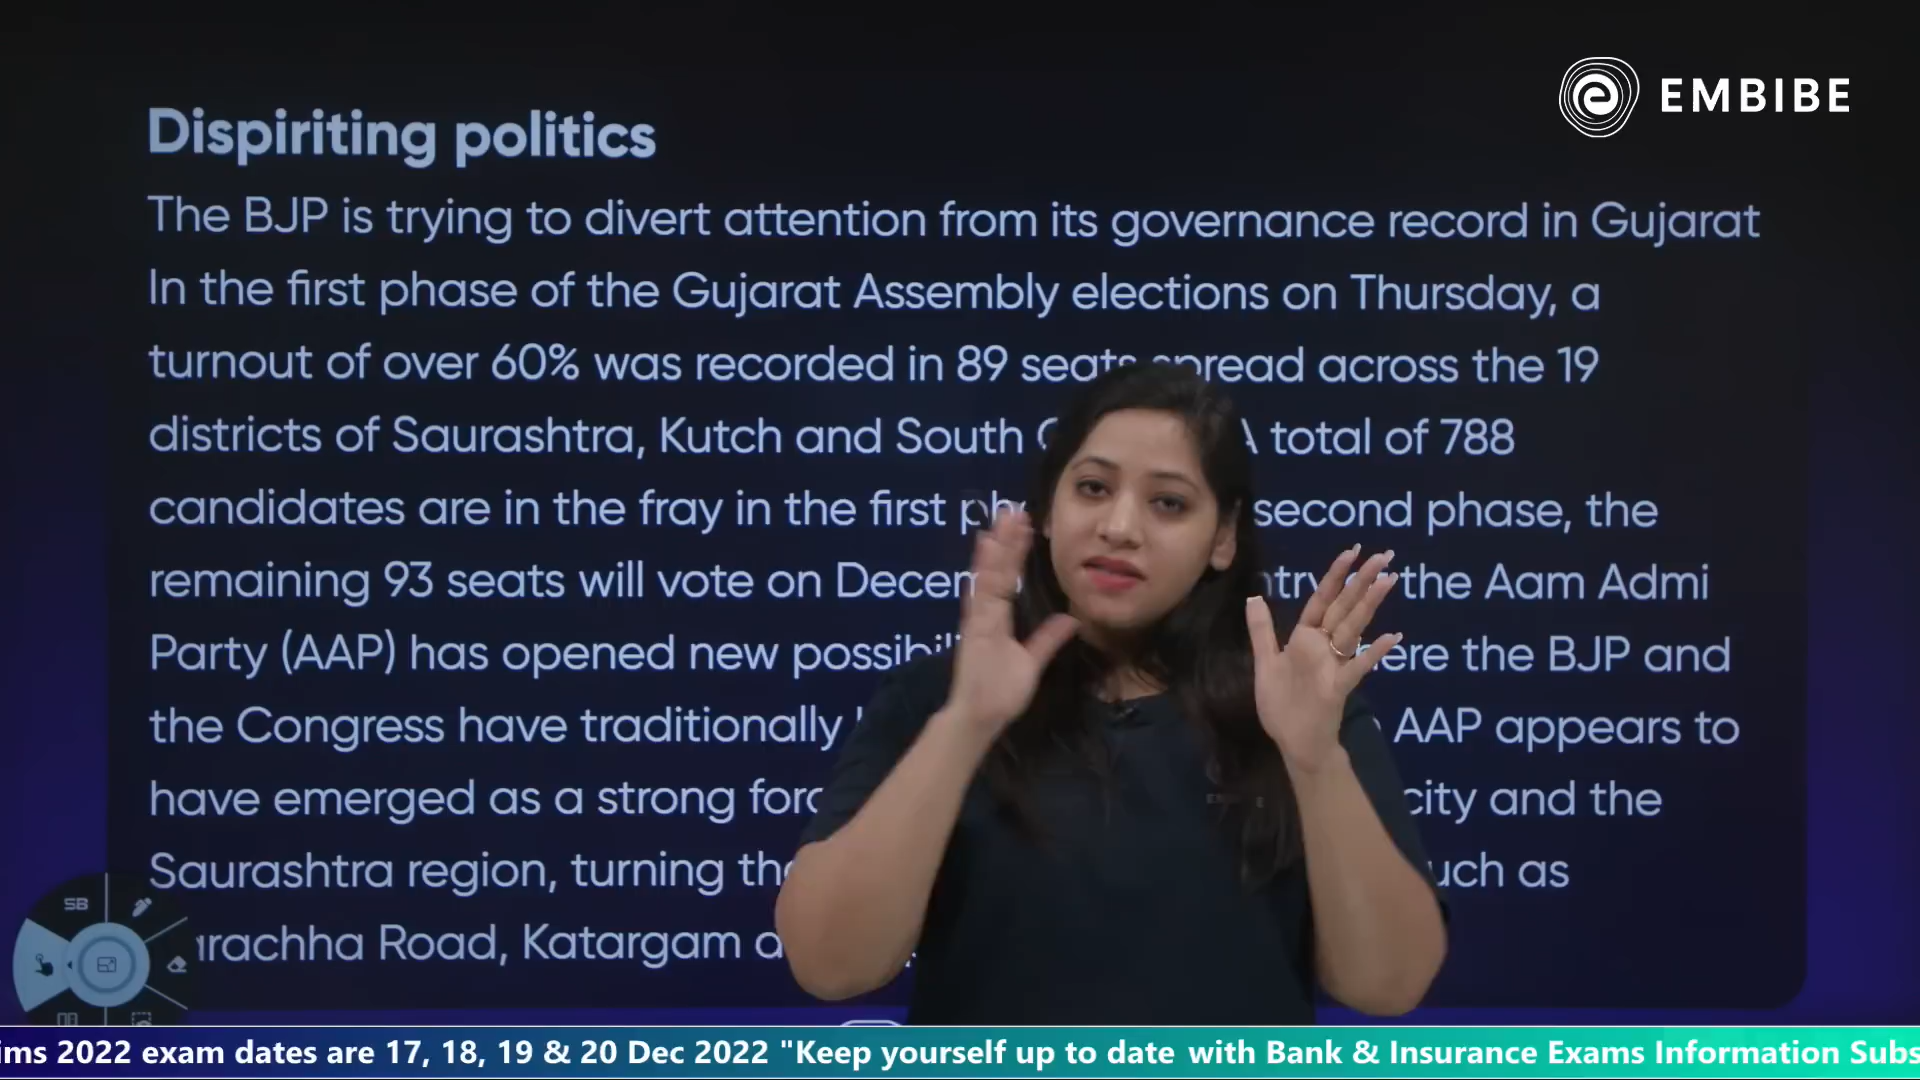 EMBIBE
Dispiriting politics
The BJP is trying to divert attention from its governance record in Gujarat
In the first phase of the Gujarat Assembly elections on Thursday, a
turnout of over 60% was recorded in 89 seats spread across the 19
districts of Saurashtra, Kutch and South A total of 788
candidates are in the fray in the first second phase, the
remaining 93 seats will vote on the Aam Admi
Party (AAP) has opened new the BJP and
the Congress have traditionally AAP appears to
have emerged as a strong city and the
Saurashtra region, turning as
Road, Katargam
SB
2022 exam dates are 17, 18, 19 & 20 Dec 2022 "Keep yourself up to date with Bank & Insurance Exams Information